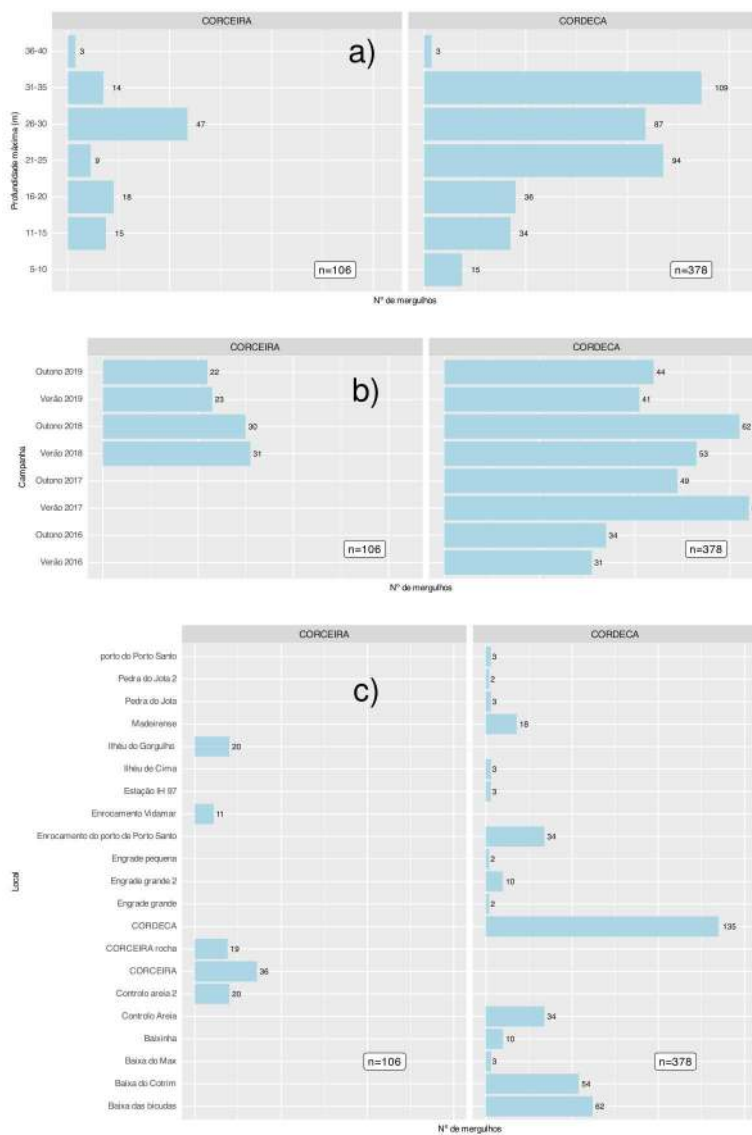 CORCEIRA CORDECA
a)
Profundidade máxima (m)
36-40 3 3
31-35 14 109
26-30 47 87
21-25 9 94
16-20 18 36
11-15 15 34
5-10 15
n=106 n=378
Nº de mergulhos
CORCEIRA CORDECA
b)
Campanha
Outono 2019 22 44
Verão 2019 23 41
Outono 2018 30 62
Verão 2018 31 53
Outono 2017 49
Verão 2017
Outono 2016 34
Verão 2016 31
n=106 n=378
Nº de mergulhos
CORCEIRA CORDECA
c)
Local
porto do Porto Santo 3
Pedra do Jota 2 2
Pedra do Jota 3
Madeirense 18
Ilhéu do Gorgulho 20
Ilhéu de Cima 3
Estação IH 97 3
Enrocamento Vidamar 11
Enrocamento do porto de Porto Santo 34
Engrade pequena 2
Engrade grande 2 10
Engrade grande 2
CORDECA 135
CORCEIRA rocha 19
CORCEIRA 36
Controlo areia 2 20
Controlo Areia 34
Baixinha 10
Baixa do Max 3
Baixa do Cotrim 54
Baixa das bicudas 62
n=106 n=378
Nº de mergulhos